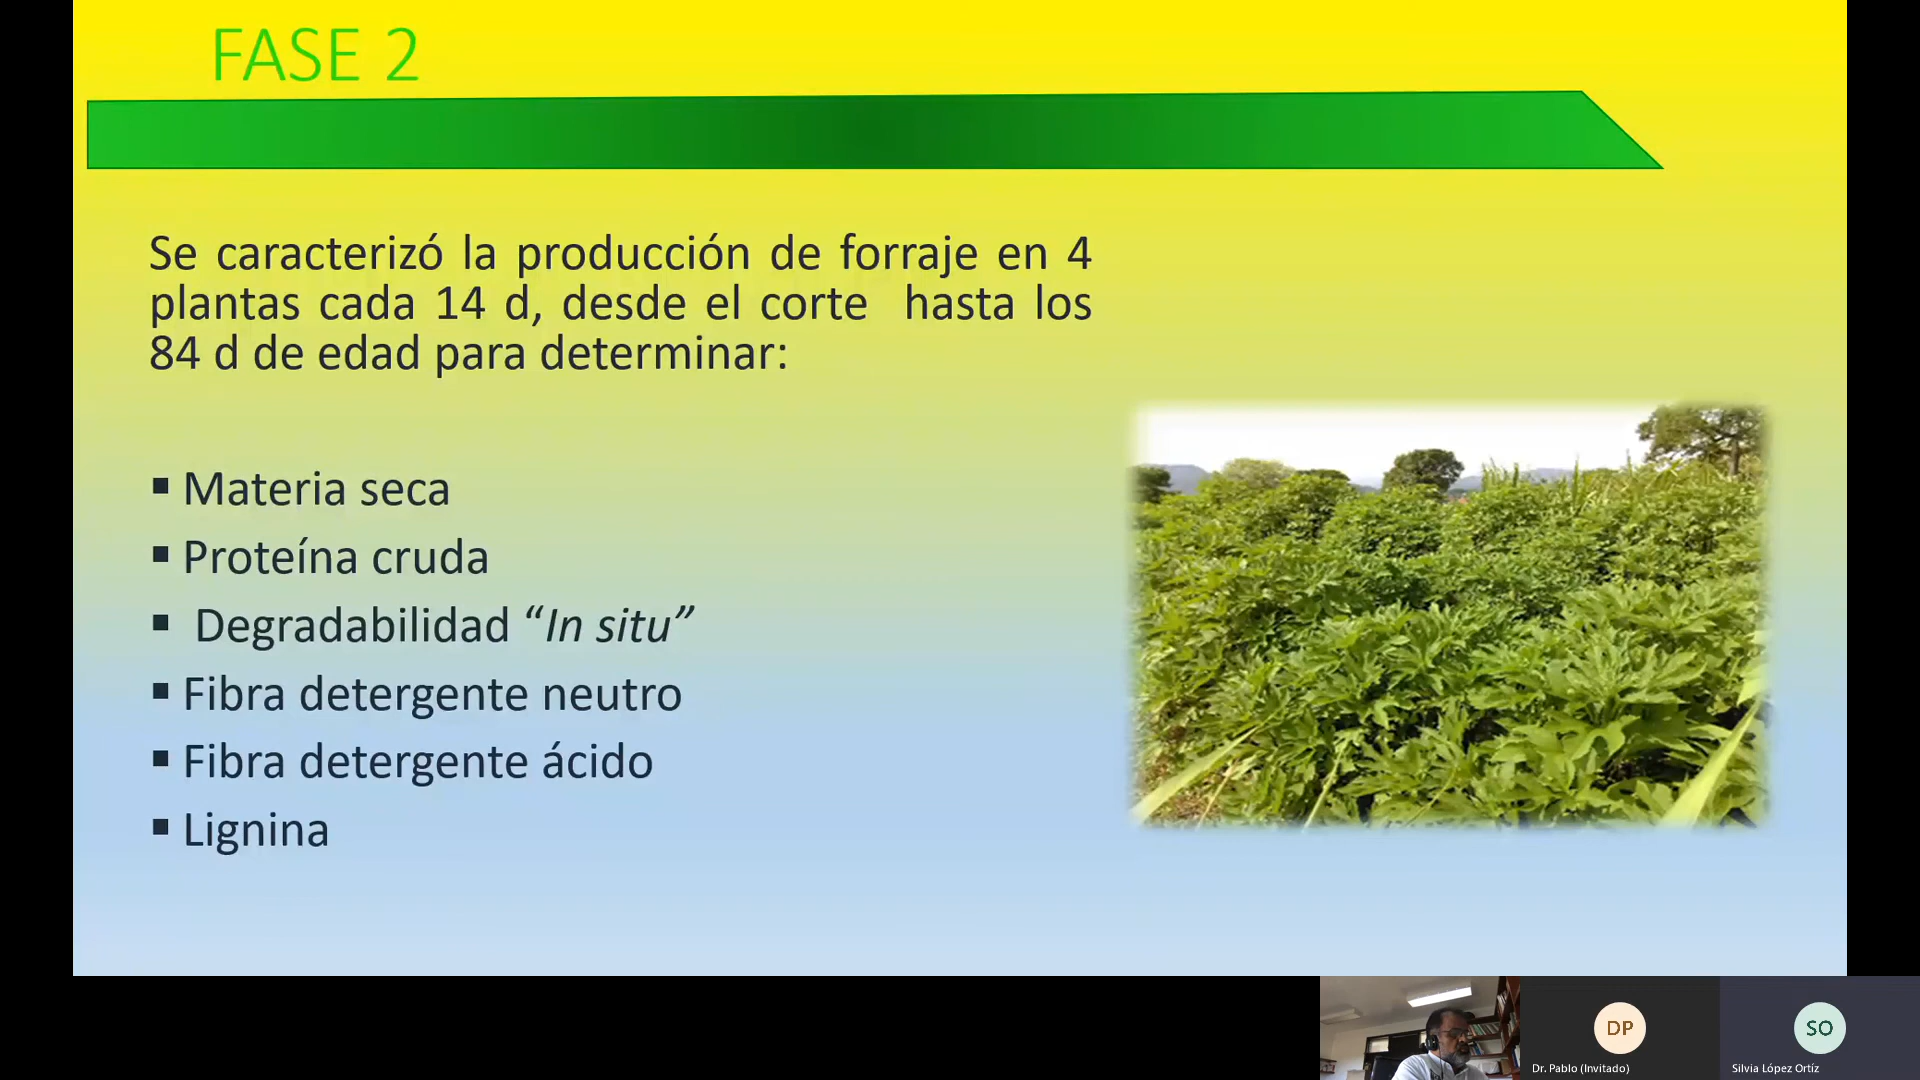 FASE 2
Se caracterizó la producción de forraje en 4
plantas cada 14 d, desde el corte hasta los
84 d de edad para determinar:
▪ Materia seca
▪ Proteína cruda
▪ Degradabilidad “In situ”
▪ Fibra detergente neutro
▪ Fibra detergente ácido
▪ Lignina
DP
SO
Dr. Pablo (Invitado)
Silvia López Ortíz